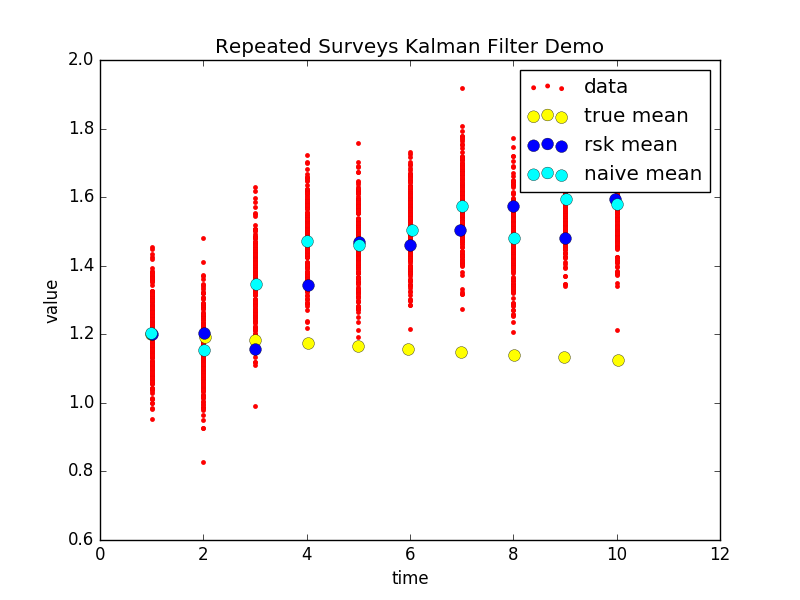 Repeated Surveys Kalman Filter Demo
2.0
1.8
1.6
1.4
1.2
1.0
0.8
0.6
value
data
true mean
rsk mean
naive mean
0 2 4 6 8 10 12
time